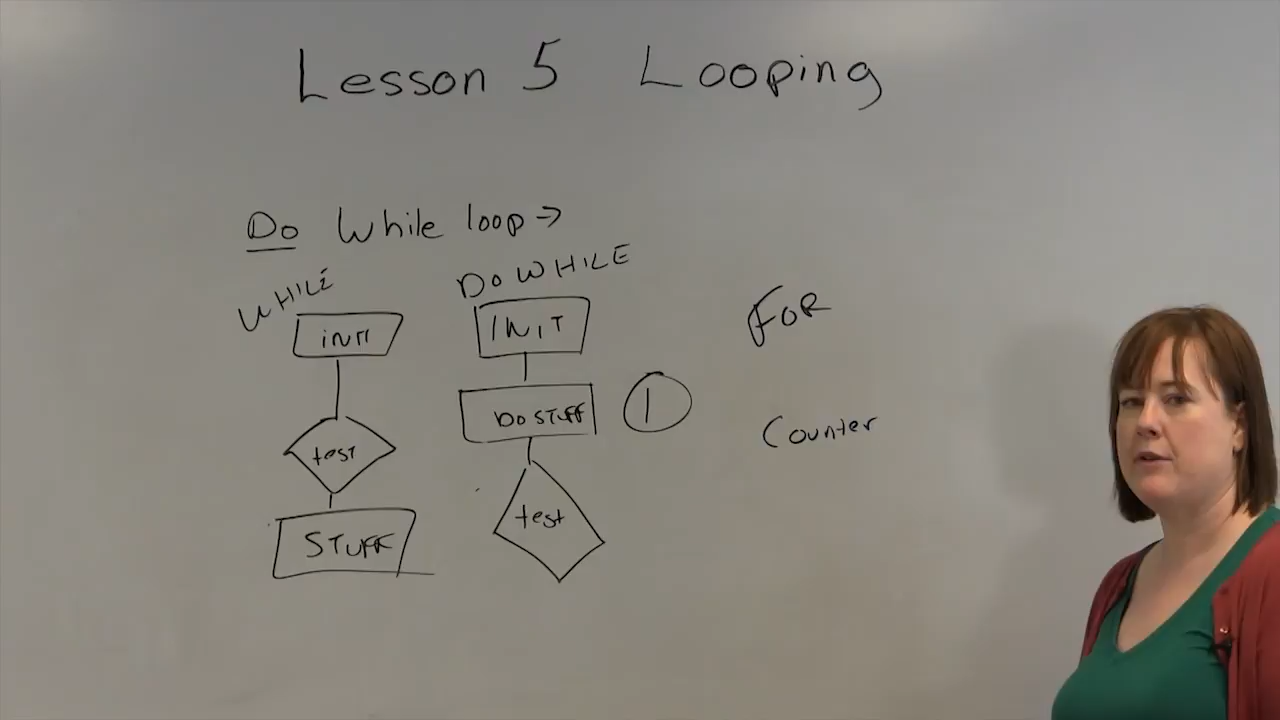 Lesson 5 Looping
Do While loop →
WHILE
INIT
test
STUFF
DO WHILE
INIT
DO STUFF
1
test
FOR
Counter